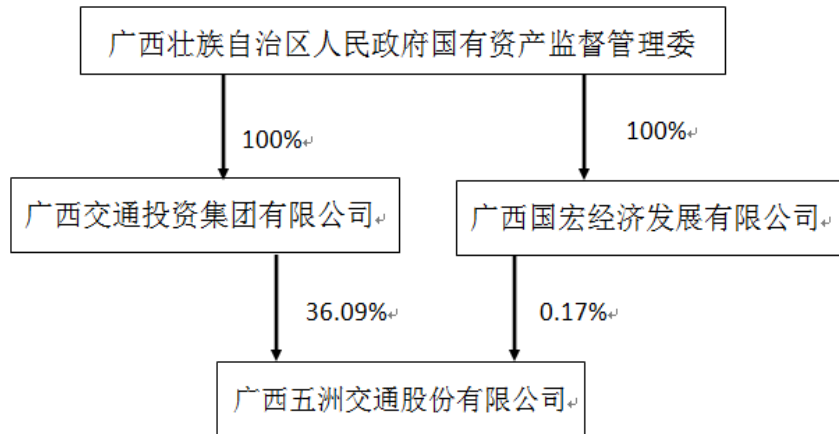 广西壮族自治区人民政府国有资产监督管理委
100%
100%
广西交通投资集团有限公司
广西国宏经济发展有限公司
36.09%
0.17%
广西五洲交通股份有限公司